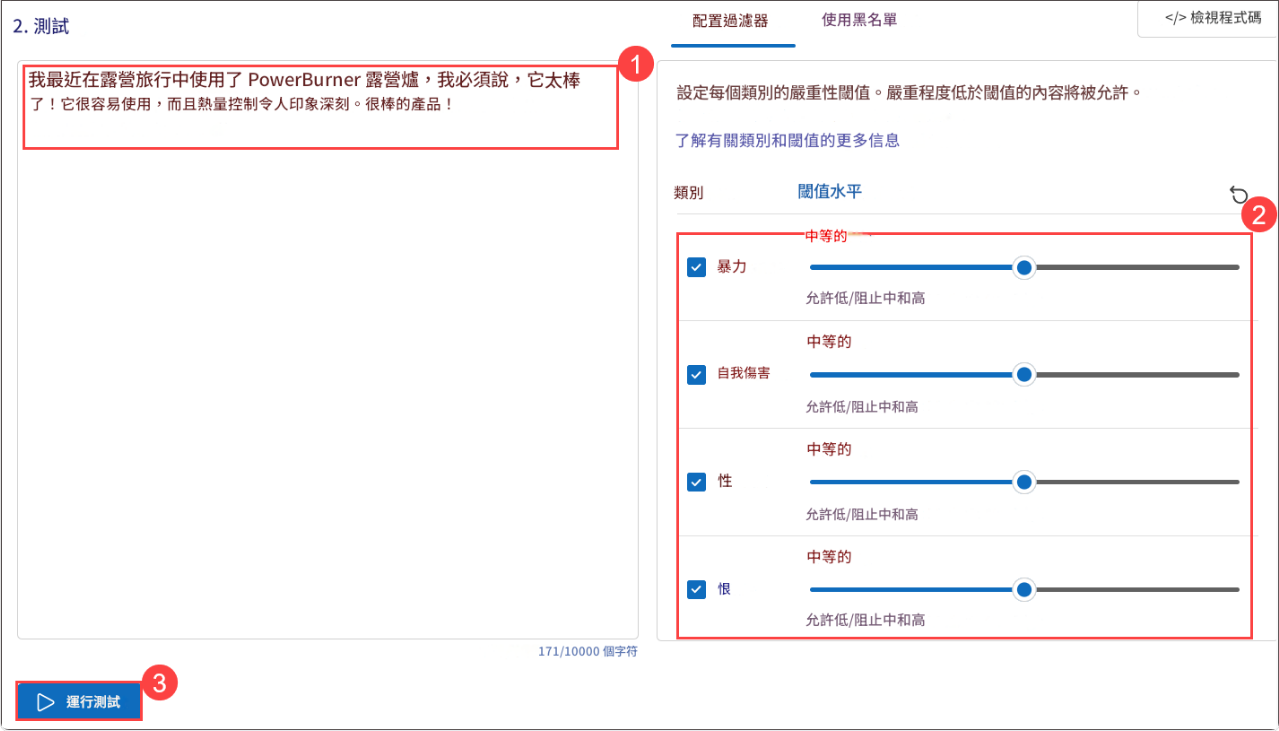 2. 測試
配置過濾器
使用黑名單
</> 檢視程式碼
1
我最近在露營旅行中使用了 PowerBurner 露營爐，我必須說，它太棒
了！它很容易使用，而且熱量控制令人印象深刻。很棒的產品！
設定每個類別的嚴重性閾值。嚴重程度低於閾值的內容將被允許。
了解有關類別和閾值的更多信息
類別
閾值水平
2
中等的
暴力
允許低/阻止中和高
中等的
自我傷害
允許低/阻止中和高
中等的
性
允許低/阻止中和高
中等的
恨
允許低/阻止中和高
171/10000 個字符
3
運行測試